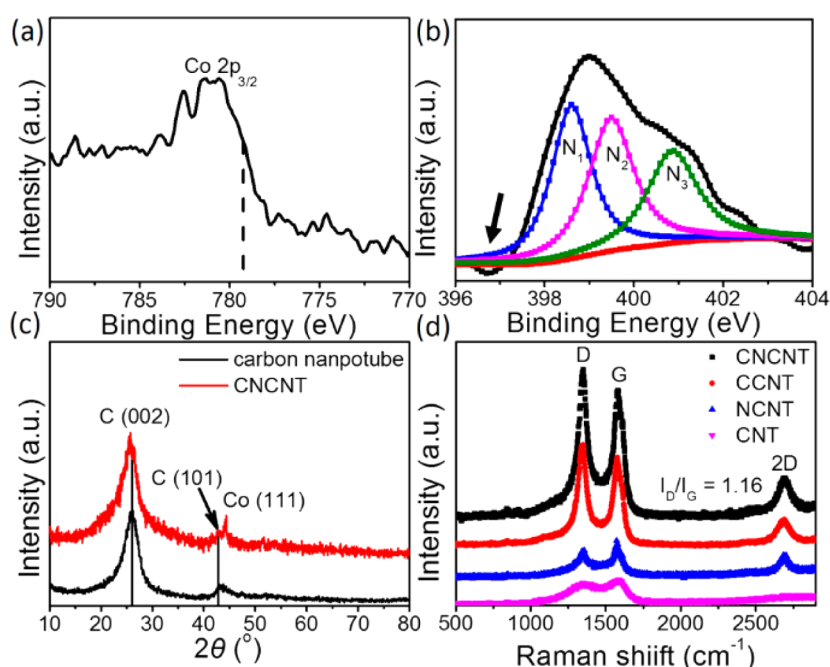 (a)
Co 2p3/2
Intensity (a.u.)
790 785 780 775 770
Binding Energy (eV)
(b)
N1
N2
N3
Intensity (a.u.)
396 398 400 402 404
Binding Energy (eV)
(c)
carbon nanpotube
CNCNT
C (002)
C (101)
Co (111)
Intensity (a.u.)
10 20 30 40 50 60 70 80
2θ (°)
(d)
D
G
CNCNT
CCNT
NCNT
CNT
2D
ID/IG = 1.16
Intensity (a.u.)
500 1000 1500 2000 2500
Raman shiift (cm-1)